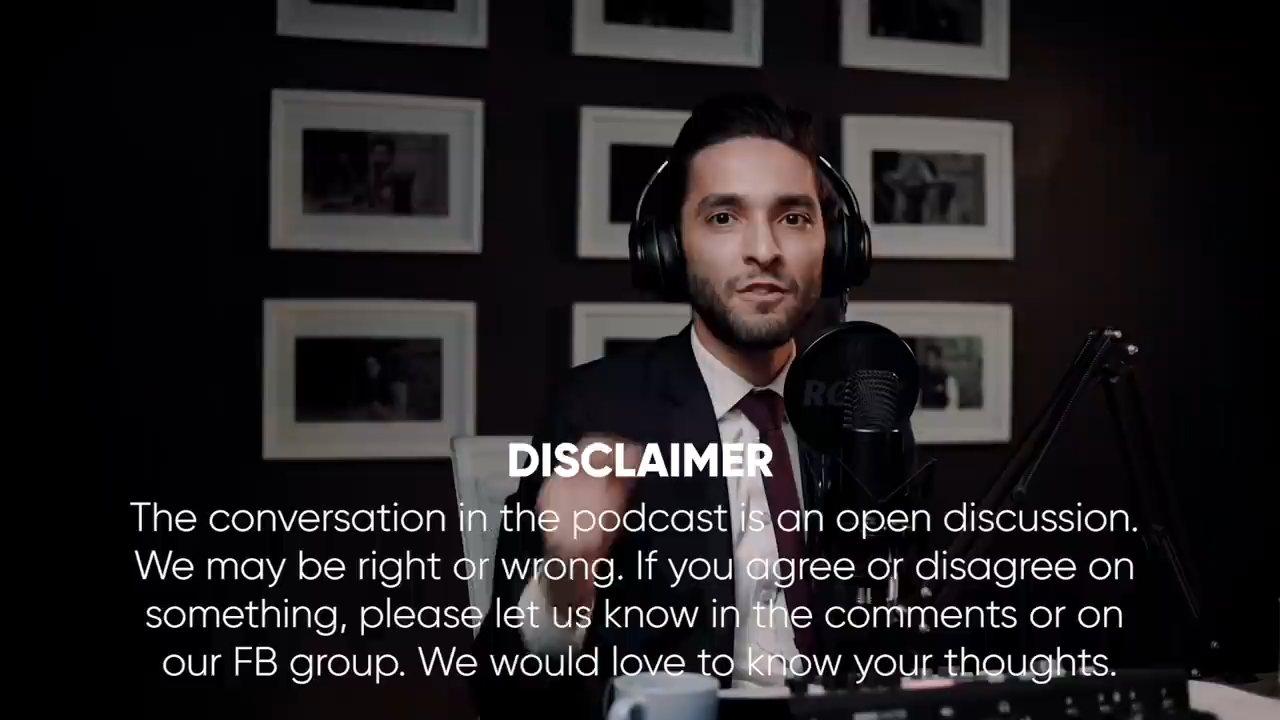 DISCLAIMER
The conversation in the podcast is an open discussion.
We may be right or wrong. If you agree or disagree on
something, please let us know in the comments or on
our FB group. We would love to know your thoughts.